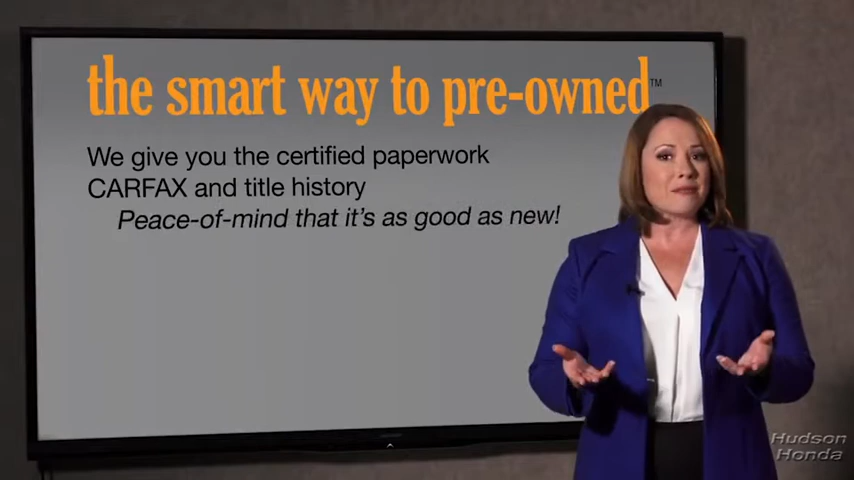 the smart way to pre-owned™
We give you the certified paperwork
CARFAX and title history
Peace-of-mind that it's as good as new!
Hudson
Honda